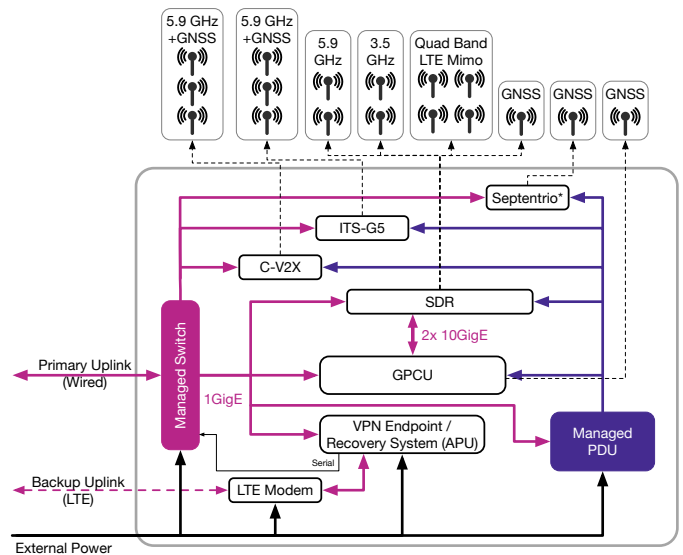 5.9 GHz
+GNSS
5.9 GHz
+GNSS
5.9
GHz
3.5
GHz
Quad Band
LTE Mimo
GNSS
GNSS
GNSS
Septentrio*
ITS-G5
C-V2X
SDR
2x 10GigE
Managed Switch
Primary Uplink
(Wired)
GPCU
1GigE
VPN Endpoint /
Recovery System (APU)
Managed
PDU
Serial
Backup Uplink
(LTE)
LTE Modem
External Power